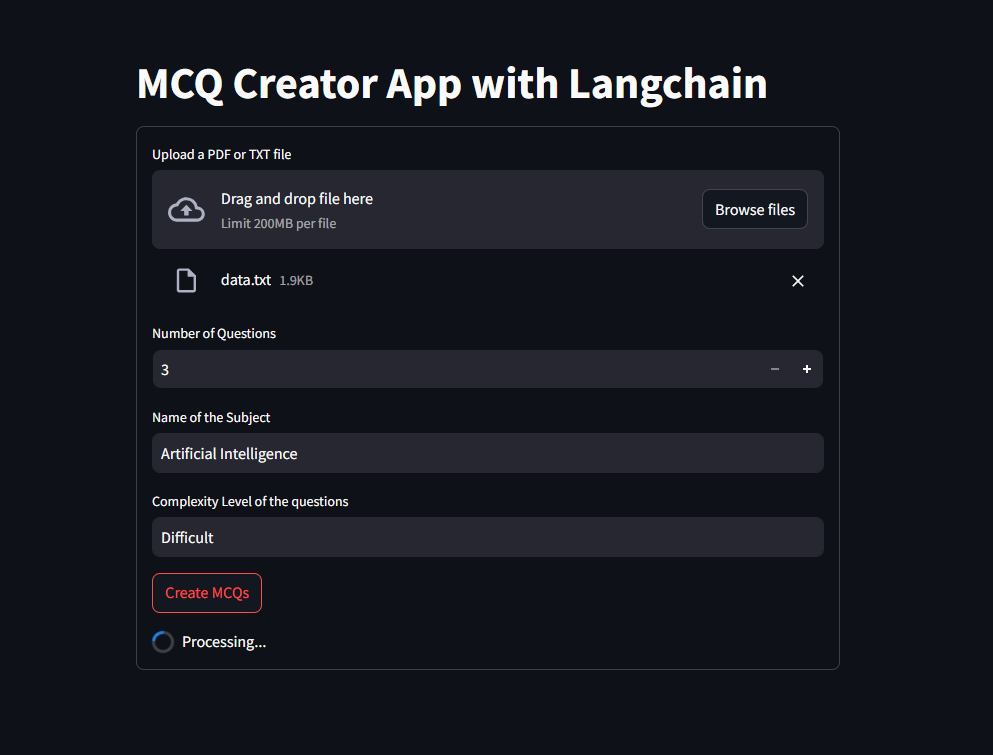 MCQ Creator App with Langchain
Upload a PDF or TXT file
Drag and drop file here
Limit 200MB per file
Browse files
data.txt 1.9KB
Number of Questions
3
Name of the Subject
Artificial Intelligence
Complexity Level of the questions
Difficult
Create MCQs
Processing...